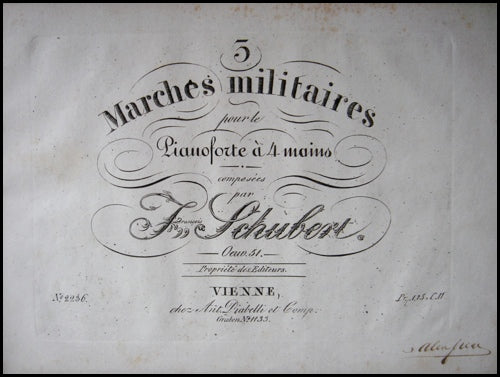 3
Marches militaires
pour le
Pianoforte à 4 mains
composées
par
Franç. Schubert.
Oeuv. 51.
Propriété des Editeurs.
VIENNE,
chez Ant. Diabelli et Comp.
Graben No. 1133.
No. 2236.